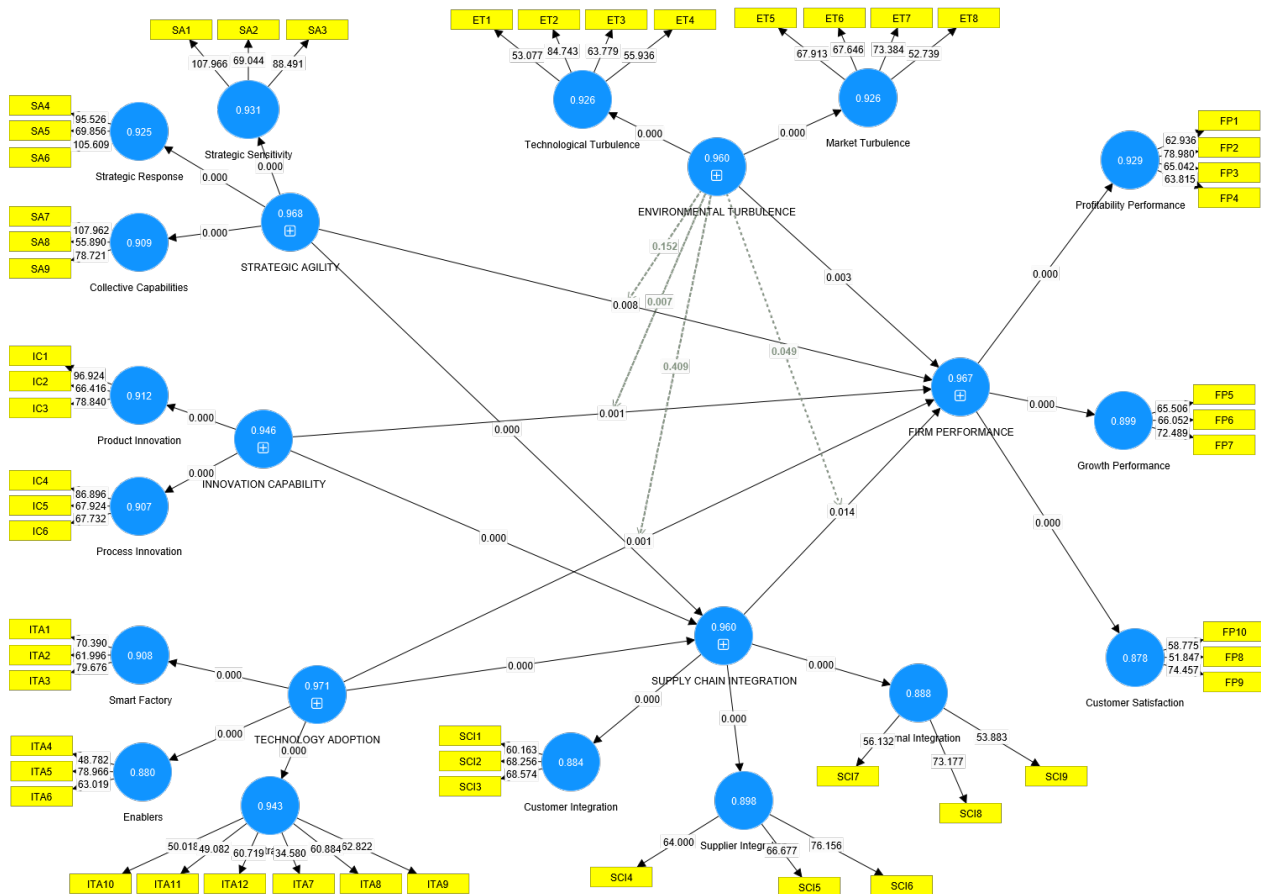 SA1
SA2
SA3
107.966
69.044
88.491
0.931
Strategic Sensitivity
SA4
SA5
SA6
95.526
69.856
105.609
0.925
Strategic Response
0.000
0.000
SA7
SA8
SA9
107.962
55.890
78.721
0.909
Collective Capabilities
0.000
0.968
STRATEGIC AGILITY
ET1
ET2
ET3
ET4
53.077
84.743
63.779
55.936
0.926
Technological Turbulence
0.000
ET5
ET6
ET7
ET8
67.913
67.646
73.384
52.739
0.926
Market Turbulence
0.000
0.960
ENVIRONMENTAL TURBULENCE
0.152
0.007
0.409
0.049
0.003
0.008
FP1
FP2
FP3
FP4
62.936
78.980
65.042
63.815
0.929
Profitability Performance
0.000
IC1
IC2
IC3
96.924
66.416
78.840
0.912
Product Innovation
0.000
0.946
INNOVATION CAPABILITY
IC4
IC5
IC6
86.896
67.924
67.732
0.907
Process Innovation
0.000
0.001
0.000
0.000
0.001
0.014
0.967
FIRM PERFORMANCE
0.000
FP5
FP6
FP7
65.506
66.052
72.489
0.899
Growth Performance
0.000
FP10
FP8
FP9
58.775
51.847
74.457
0.878
Customer Satisfaction
ITA1
ITA2
ITA3
70.390
61.996
79.676
0.908
Smart Factory
0.000
0.971
TECHNOLOGY ADOPTION
0.000
ITA4
ITA5
ITA6
48.782
78.966
63.019
0.880
Enablers
0.000
0.000
0.943
50.018
49.082
60.719
34.580
60.884
52.822
ITA10
ITA11
ITA12
ITA7
ITA8
ITA9
0.960
SUPPLY CHAIN INTEGRATION
0.000
0.000
0.000
SCI1
SCI2
SCI3
60.163
68.256
68.574
0.884
Customer Integration
0.898
Supplier Integr
64.000
66.677
76.156
SCI4
SCI5
SCI6
0.888
nal Integration
56.132
73.177
53.883
SCI7
SCI8
SCI9